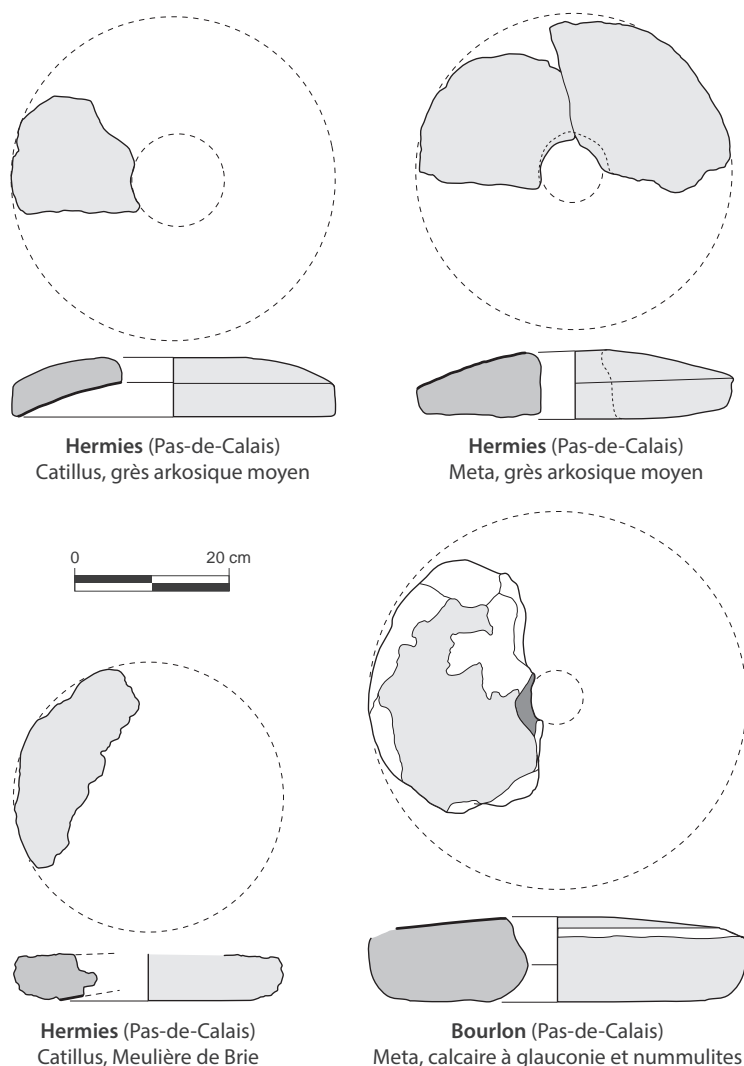 Hermies (Pas-de-Calais)
Catillus, grès arkosique moyen
Hermies (Pas-de-Calais)
Meta, grès arkosique moyen
0 20 cm
Hermies (Pas-de-Calais)
Catillus, Meulière de Brie
Bourlon (Pas-de-Calais)
Meta, calcaire à glauconie et nummulites